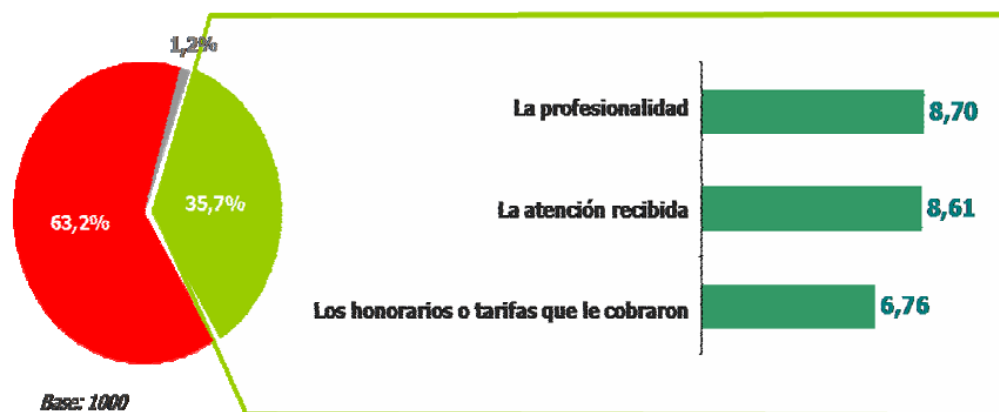 1,2%
63,2%
35,7%
Base: 1000
La profesionalidad 8,70
La atención recibida 8,61
Los honorarios o tarifas que le cobraron 6,76